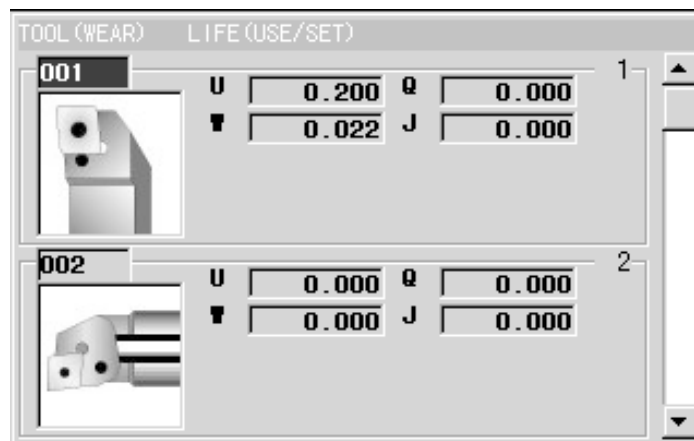 TOOL(WEAR) LIFE(USE/SET)
001 1
U 0.200 Q 0.000
W 0.022 J 0.000
002 2
U 0.000 Q 0.000
W 0.000 J 0.000